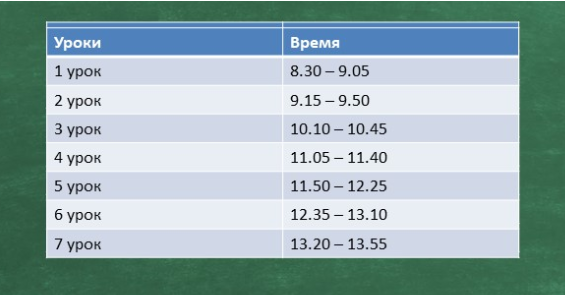 Уроки Время
1 урок 8.30 – 9.05
2 урок 9.15 – 9.50
3 урок 10.10 – 10.45
4 урок 11.05 – 11.40
5 урок 11.50 – 12.25
6 урок 12.35 – 13.10
7 урок 13.20 – 13.55